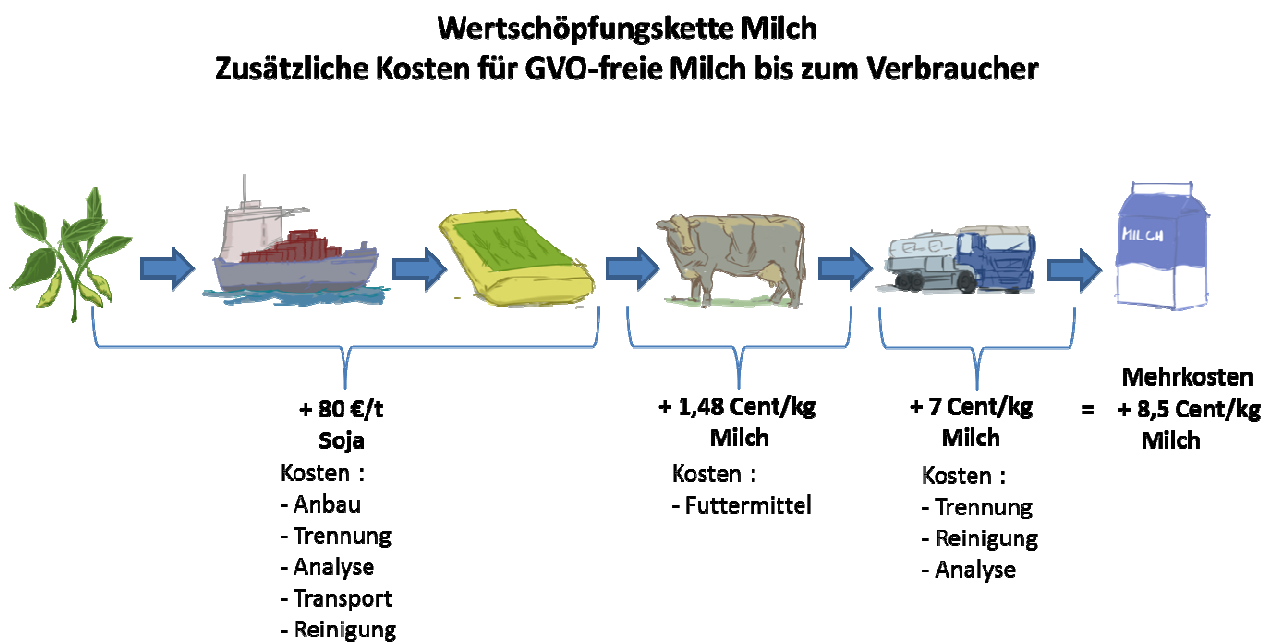 Wertschöpfungskette Milch
Zusätzliche Kosten für GVO-freie Milch bis zum Verbraucher
MILCH
+ 80 €/t
Soja
Kosten :
- Anbau
- Trennung
- Analyse
- Transport
- Reinigung
+ 1,48 Cent/kg
Milch
Kosten :
- Futtermittel
+ 7 Cent/kg
Milch
Kosten :
- Trennung
- Reinigung
- Analyse
=
Mehrkosten
+ 8,5 Cent/kg
Milch